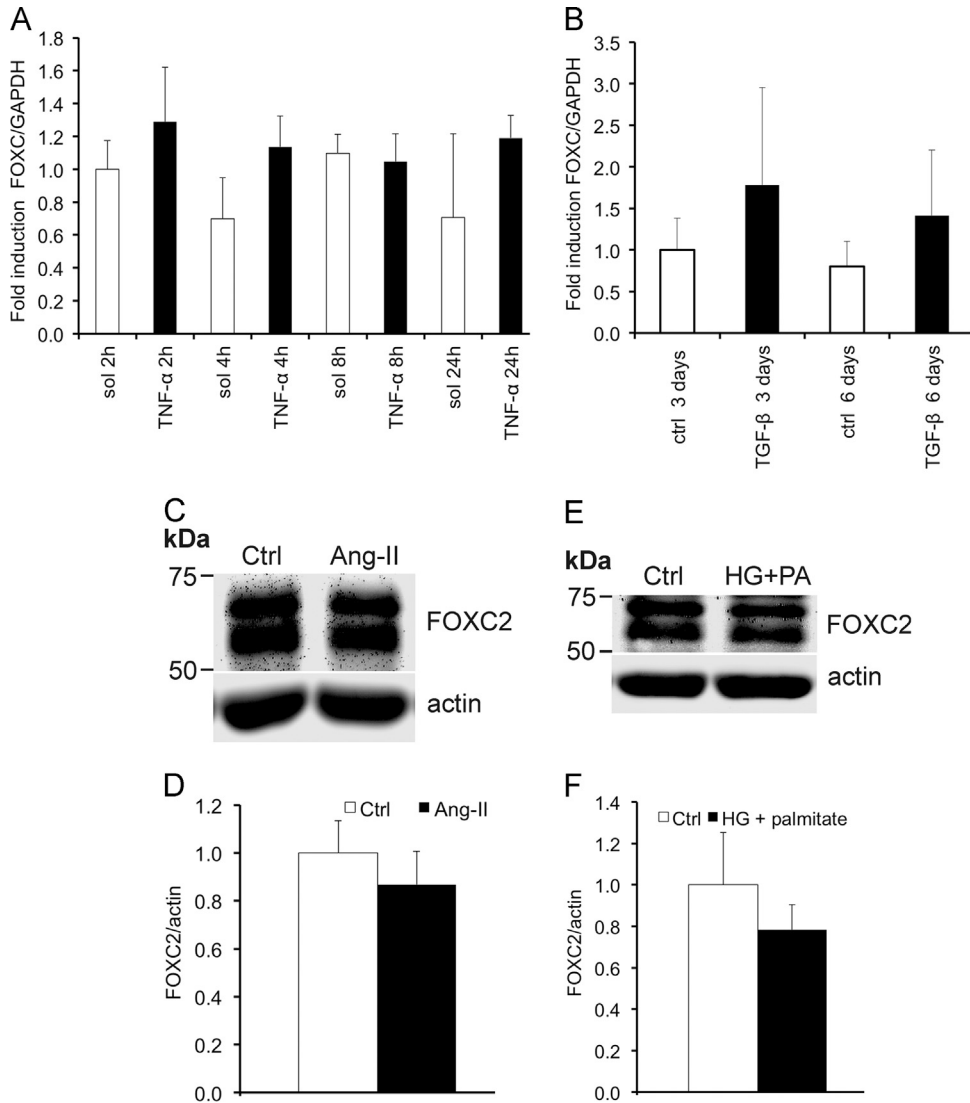 A
Fold induction FOXC/GAPDH
1.8
1.6
1.4
1.2
1.0
0.8
0.6
0.4
0.2
0.0
sol 2h
TNF-α 2h
sol 4h
TNF-α 4h
sol 8h
TNF-α 8h
sol 24h
TNF-α 24h
B
Fold induction FOXC/GAPDH
3.5
3.0
2.5
2.0
1.5
1.0
0.5
0.0
ctrl 3 days
TGF-β 3 days
ctrl 6 days
TGF-β 6 days
C
kDa
Ctrl Ang-II
75
FOXC2
50
actin
E
kDa
Ctrl HG+PA
75
FOXC2
50
actin
D
Ctrl Ang-II
FOXC2/actin
1.2
1.0
0.8
0.6
0.4
0.2
0.0
F
Ctrl HG + palmitate
FOXC2/actin
1.4
1.2
1.0
0.8
0.6
0.4
0.2
0.0